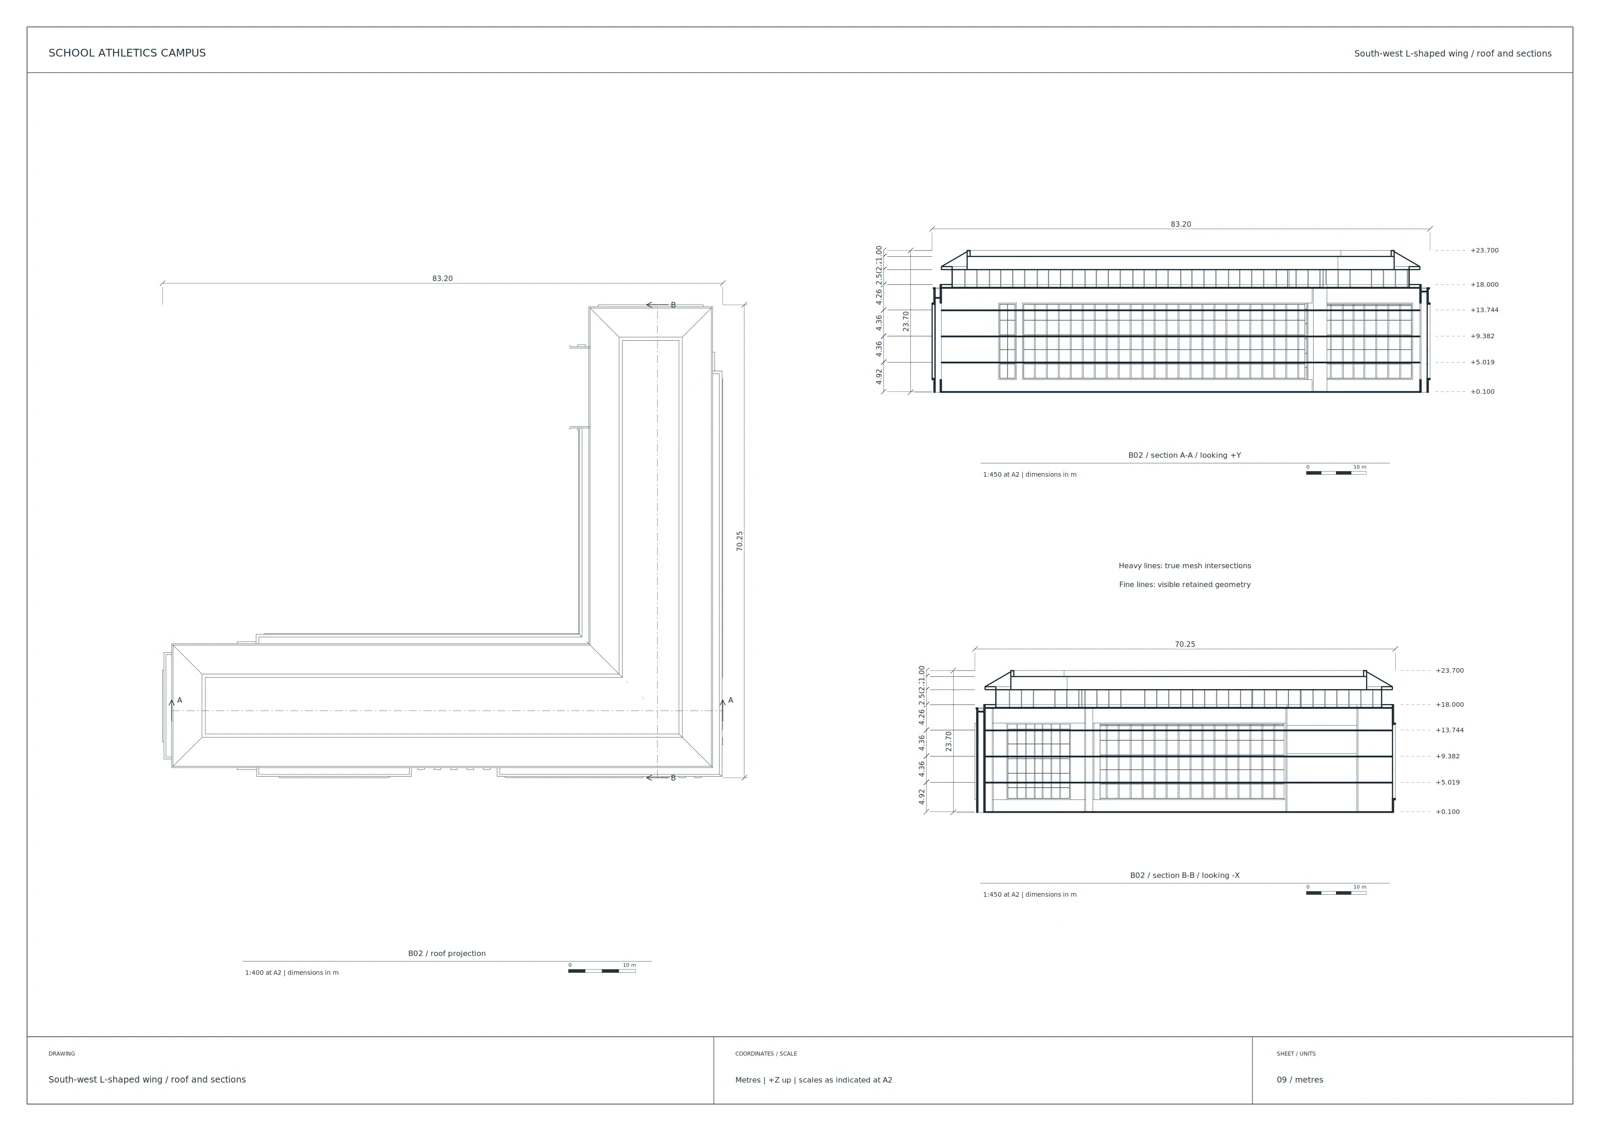 SCHOOL ATHLETICS CAMPUS
South-west L-shaped wing / roof and sections
83.20
B
70.25
A
A
B
B02 / roof projection
1:400 at A2 | dimensions in m
0 10 m
83.20
+23.700
+18.000
+13.744
+9.382
+5.019
+0.100
1.00
4.26
4.36
4.36
4.92
23.70
B02 / section A-A / looking +Y
1:450 at A2 | dimensions in m
0 10 m
Heavy lines: true mesh intersections
Fine lines: visible retained geometry
70.25
+23.700
+18.000
+13.744
+9.382
+5.019
+0.100
1.00
4.26
4.36
4.36
4.92
23.70
B02 / section B-B / looking -X
1:450 at A2 | dimensions in m
0 10 m
DRAWING
South-west L-shaped wing / roof and sections
COORDINATES / SCALE
Metres | +Z up | scales as indicated at A2
SHEET / UNITS
09 / metres